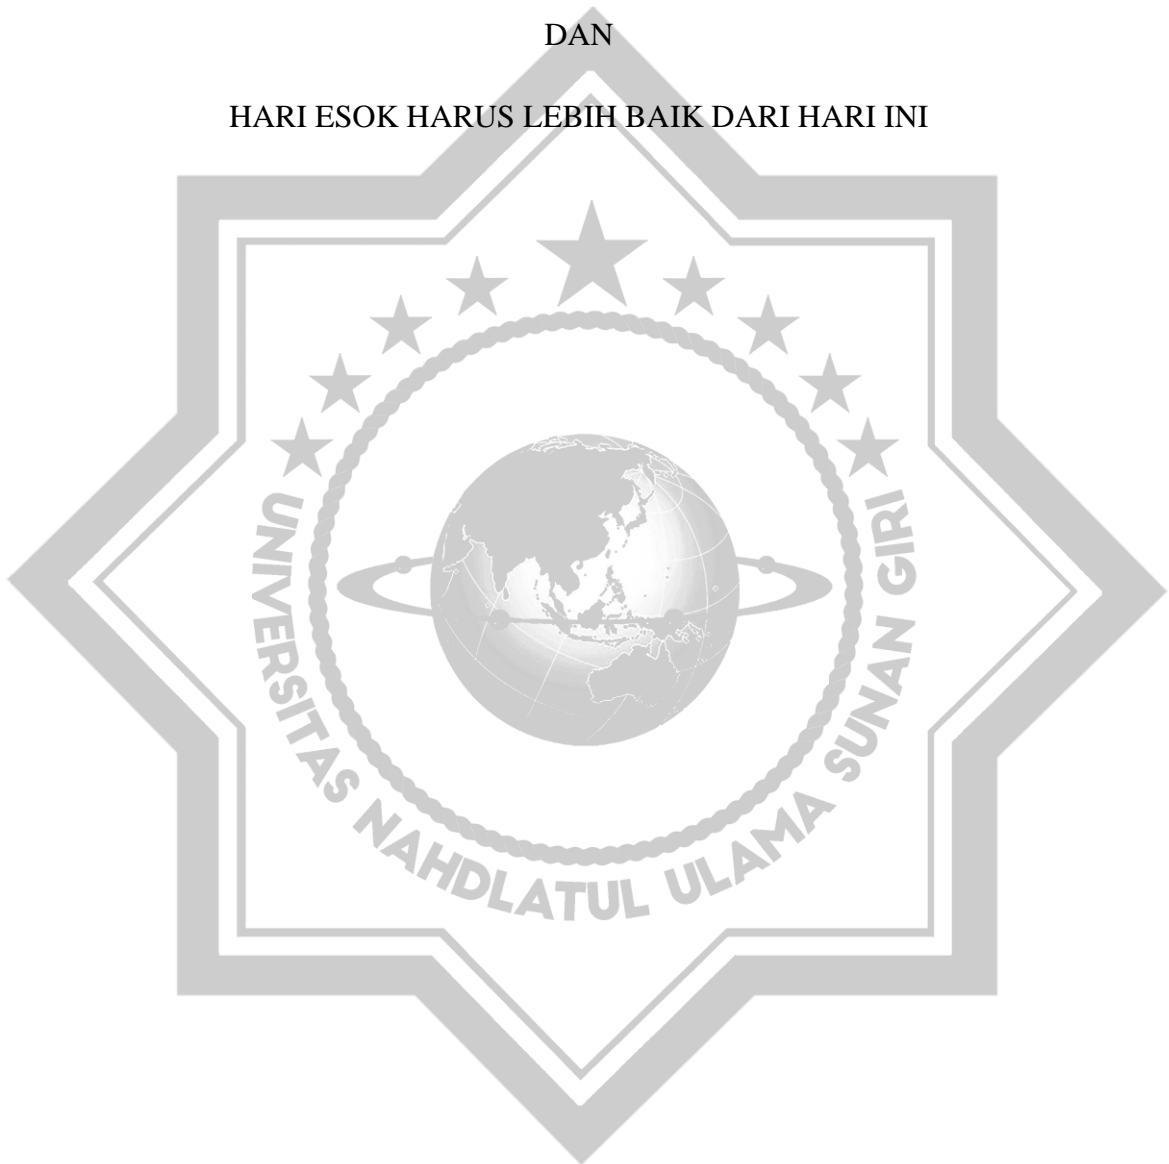 DAN
HARI ESOK HARUS LEBIH BAIK DARI HARI INI
UNIVERSITAS NAHDLATUL ULAMA SUNAN GIRI